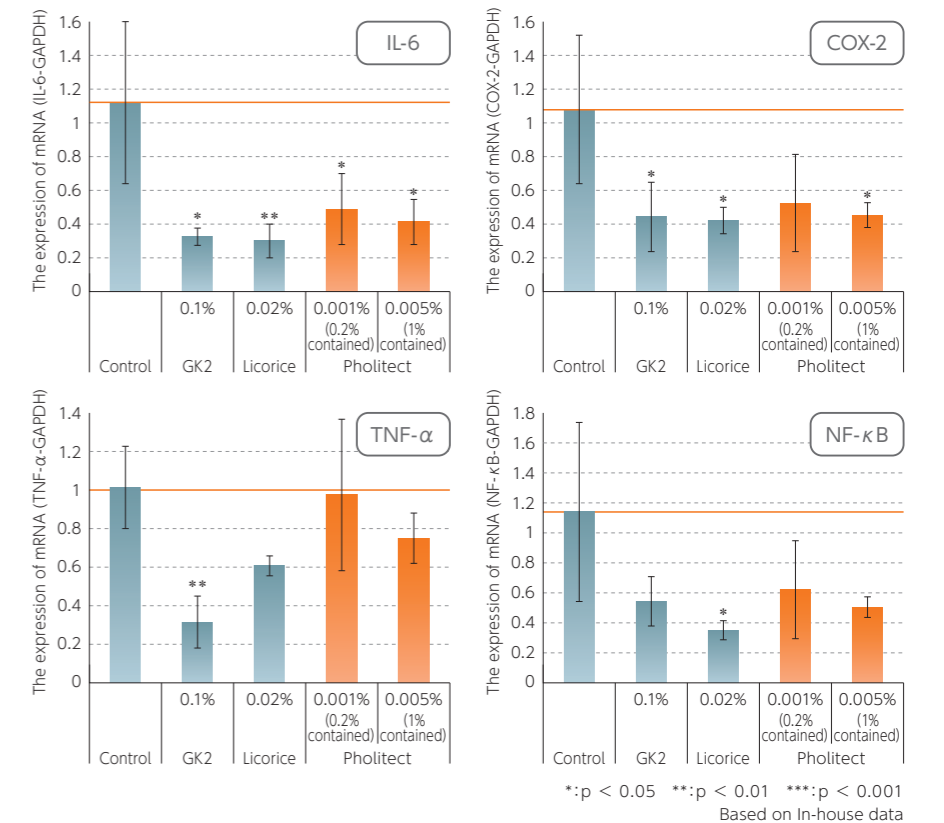 The expression of mRNA (IL-6-GAPDH)
1.6
1.4
1.2
1
0.8
0.6
0.4
0.2
0
IL-6
* ** * *
0.1% 0.02% 0.001% 0.005%
(0.2% (1%
contained) contained)
Control GK2 Licorice Pholitect
The expression of mRNA (COX-2-GAPDH)
1.6
1.4
1.2
1
0.8
0.6
0.4
0.2
0
COX-2
* * *
0.1% 0.02% 0.001% 0.005%
(0.2% (1%
contained) contained)
Control GK2 Licorice Pholitect
The expression of mRNA (TNF-α-GAPDH)
1.4
1.2
1
0.8
0.6
0.4
0.2
0
TNF-α
**
0.1% 0.02% 0.001% 0.005%
(0.2% (1%
contained) contained)
Control GK2 Licorice Pholitect
The expression of mRNA (NF-κB-GAPDH)
1.8
1.6
1.4
1.2
1
0.8
0.6
0.4
0.2
0
NF-κB
*
0.1% 0.02% 0.001% 0.005%
(0.2% (1%
contained) contained)
Control GK2 Licorice Pholitect
*:p < 0.05 **:p < 0.01 ***:p < 0.001
Based on In-house data